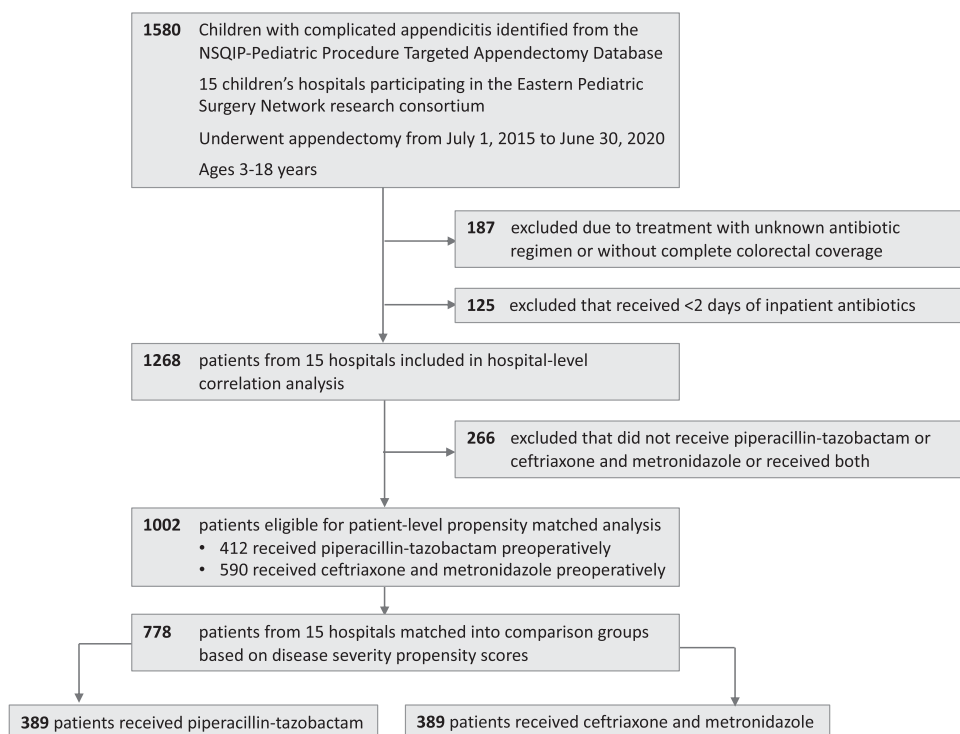 1580 Children with complicated appendicitis identified from the
NSQIP-Pediatric Procedure Targeted Appendectomy Database
15 children's hospitals participating in the Eastern Pediatric
Surgery Network research consortium
Underwent appendectomy from July 1, 2015 to June 30, 2020
Ages 3-18 years
187 excluded due to treatment with unknown antibiotic
regimen or without complete colorectal coverage
125 excluded that received <2 days of inpatient antibiotics
1268 patients from 15 hospitals included in hospital-level
correlation analysis
266 excluded that did not receive piperacillin-tazobactam or
ceftriaxone and metronidazole or received both
1002 patients eligible for patient-level propensity matched analysis
• 412 received piperacillin-tazobactam preoperatively
• 590 received ceftriaxone and metronidazole preoperatively
778 patients from 15 hospitals matched into comparison groups
based on disease severity propensity scores
389 patients received piperacillin-tazobactam
389 patients received ceftriaxone and metronidazole